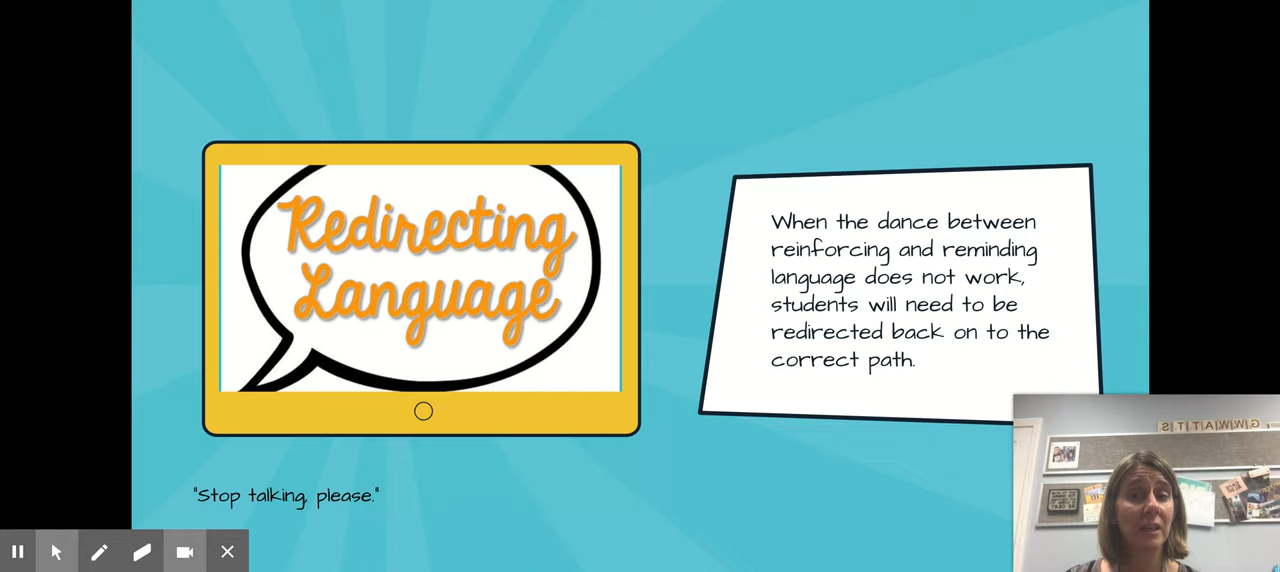 Redirecting
Language
When the dance between
reinforcing and reminding
language does not work,
students will need to be
redirected back on to the
correct path.
"Stop talking, please."
GWWATITS